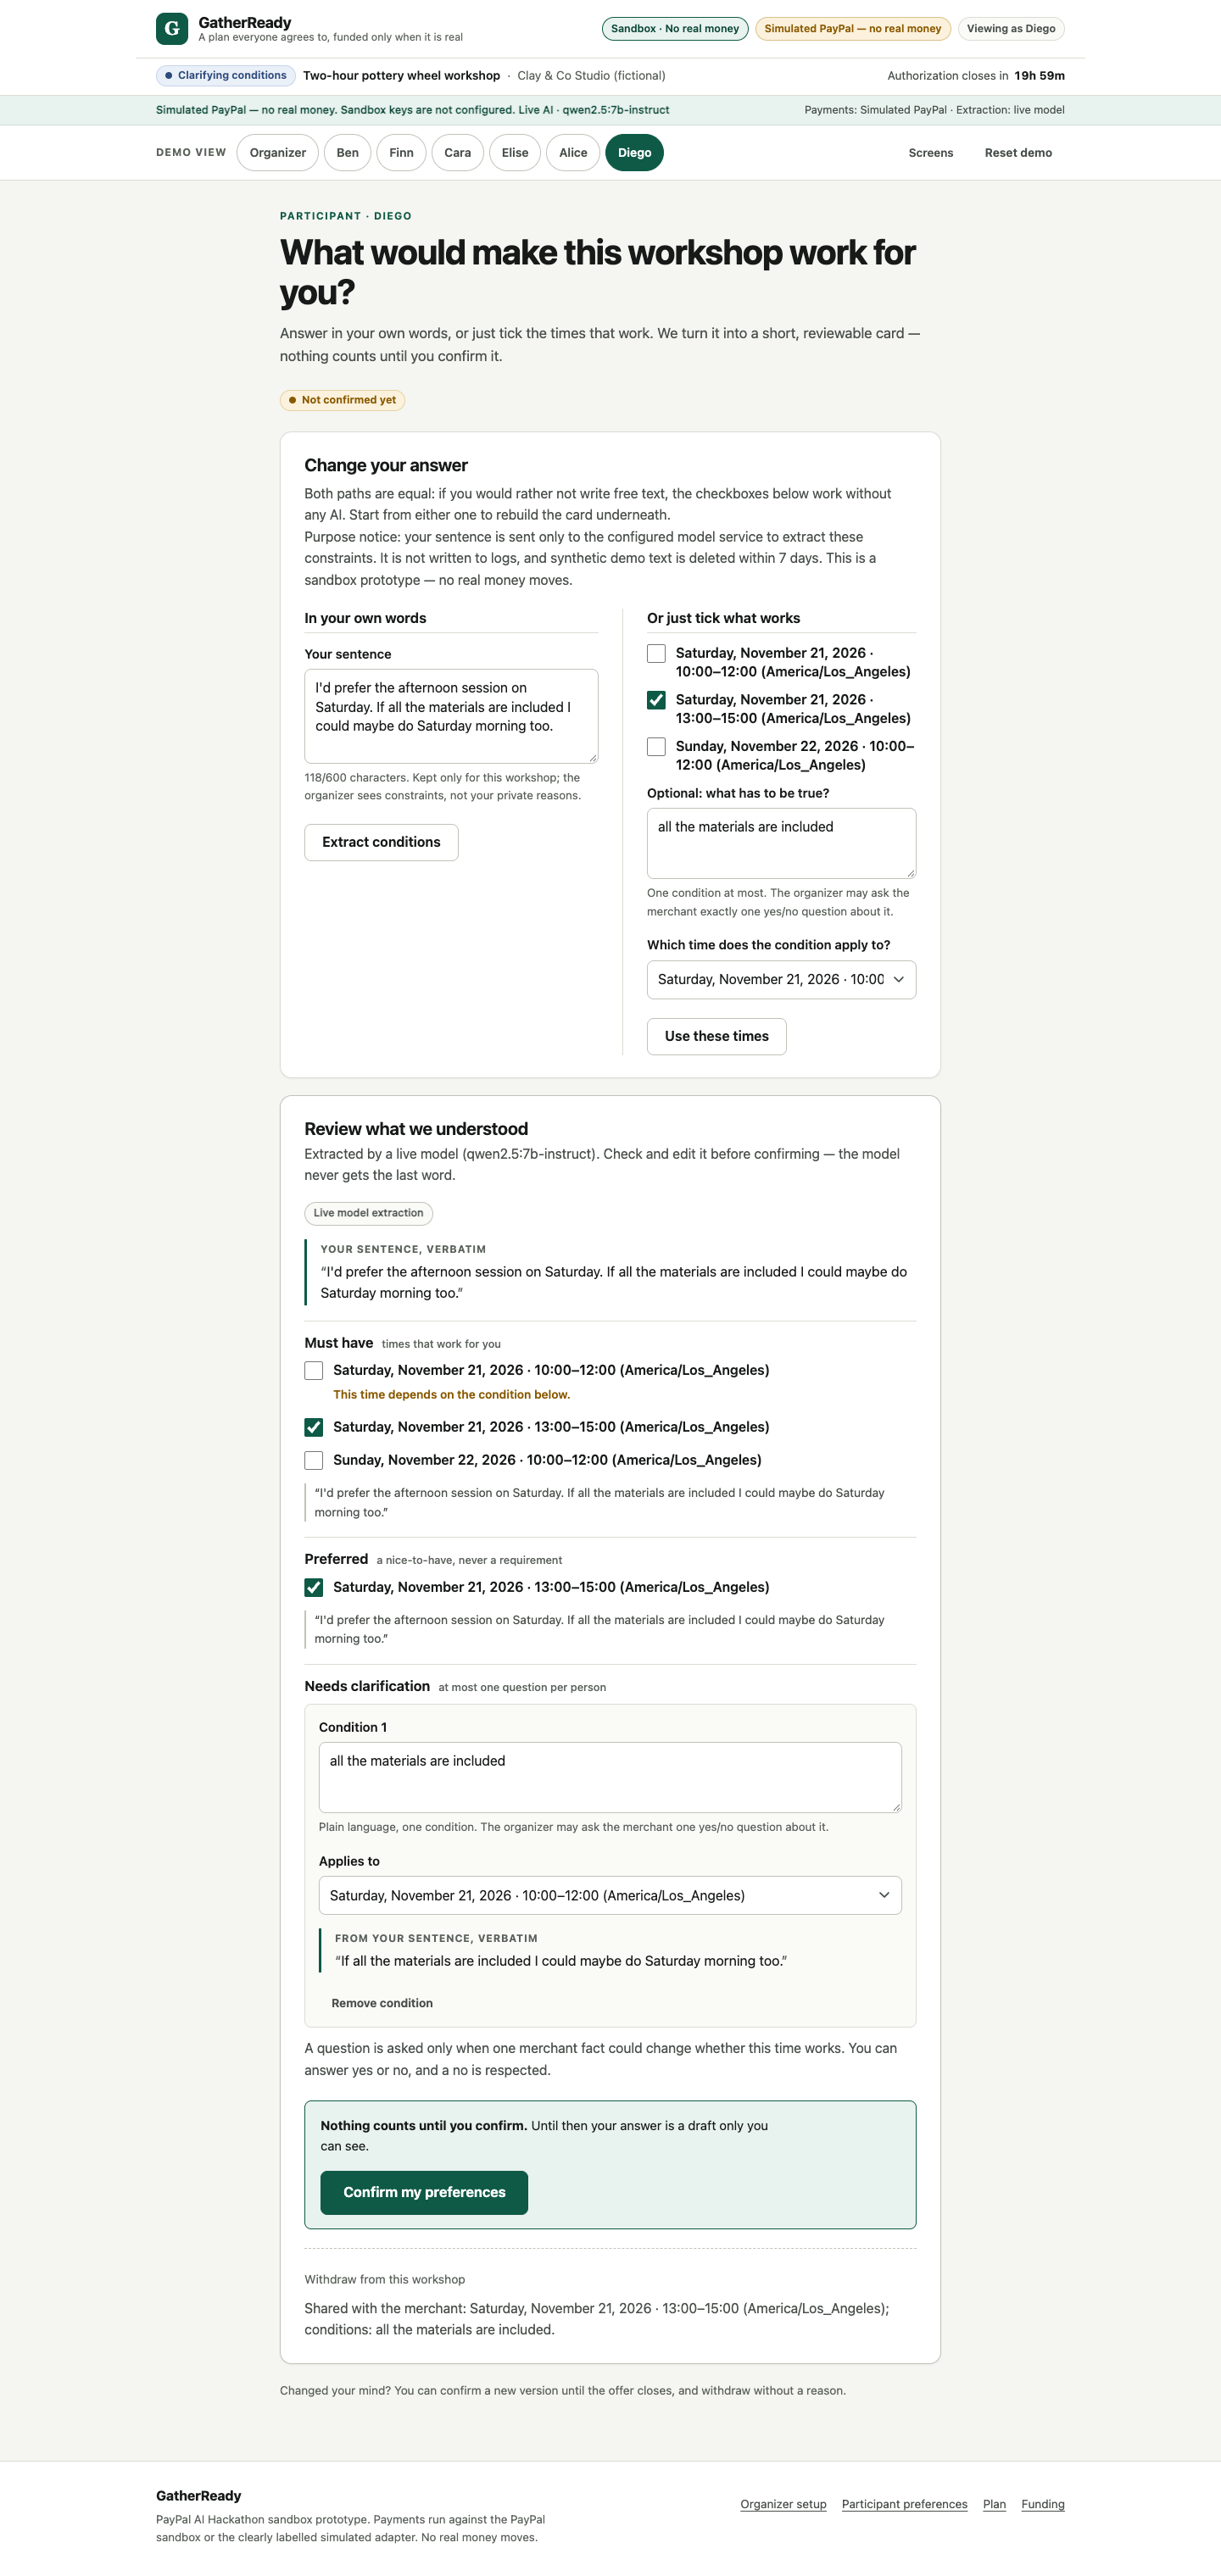 G
GatherReady
A plan everyone agrees to, funded only when it is real
Sandbox · No real money
Simulated PayPal — no real money
Viewing as Diego
Clarifying conditions
Two-hour pottery wheel workshop · Clay & Co Studio (fictional)
Authorization closes in 19h 59m
Simulated PayPal — no real money. Sandbox keys are not configured. Live AI · qwen2.5:7b-instruct
Payments: Simulated PayPal · Extraction: live model
DEMO VIEW
Organizer
Ben
Finn
Cara
Elise
Alice
Diego
Screens
Reset demo
PARTICIPANT · DIEGO
What would make this workshop work for
you?
Answer in your own words, or just tick the times that work. We turn it into a short, reviewable card —
nothing counts until you confirm it.
Not confirmed yet
Change your answer
Both paths are equal: if you would rather not write free text, the checkboxes below work without
any AI. Start from either one to rebuild the card underneath.
Purpose notice: your sentence is sent only to the configured model service to extract these
constraints. It is not written to logs, and synthetic demo text is deleted within 7 days. This is a
sandbox prototype — no real money moves.
In your own words
Your sentence
I'd prefer the afternoon session on
Saturday. If all the materials are included I
could maybe do Saturday morning too.
118/600 characters. Kept only for this workshop; the
organizer sees constraints, not your private reasons.
Extract conditions
Or just tick what works
Saturday, November 21, 2026 ·
10:00–12:00 (America/Los_Angeles)
Saturday, November 21, 2026 ·
13:00–15:00 (America/Los_Angeles)
Sunday, November 22, 2026 · 10:00–
12:00 (America/Los_Angeles)
Optional: what has to be true?
all the materials are included
One condition at most. The organizer may ask the
merchant exactly one yes/no question about it.
Which time does the condition apply to?
Saturday, November 21, 2026 · 10:00
Use these times
Review what we understood
Extracted by a live model (qwen2.5:7b-instruct). Check and edit it before confirming — the model
never gets the last word.
Live model extraction
YOUR SENTENCE, VERBATIM
“I'd prefer the afternoon session on Saturday. If all the materials are included I could maybe do
Saturday morning too.”
Must have times that work for you
Saturday, November 21, 2026 · 10:00–12:00 (America/Los_Angeles)
This time depends on the condition below.
Saturday, November 21, 2026 · 13:00–15:00 (America/Los_Angeles)
Sunday, November 22, 2026 · 10:00–12:00 (America/Los_Angeles)
“I'd prefer the afternoon session on Saturday. If all the materials are included I could maybe do Saturday
morning too.”
Preferred a nice-to-have, never a requirement
Saturday, November 21, 2026 · 13:00–15:00 (America/Los_Angeles)
“I'd prefer the afternoon session on Saturday. If all the materials are included I could maybe do Saturday
morning too.”
Needs clarification at most one question per person
Condition 1
all the materials are included
Plain language, one condition. The organizer may ask the merchant one yes/no question about it.
Applies to
Saturday, November 21, 2026 · 10:00–12:00 (America/Los_Angeles)
FROM YOUR SENTENCE, VERBATIM
“If all the materials are included I could maybe do Saturday morning too.”
Remove condition
A question is asked only when one merchant fact could change whether this time works. You can
answer yes or no, and a no is respected.
Nothing counts until you confirm. Until then your answer is a draft only you
can see.
Confirm my preferences
Withdraw from this workshop
Shared with the merchant: Saturday, November 21, 2026 · 13:00–15:00 (America/Los_Angeles);
conditions: all the materials are included.
Changed your mind? You can confirm a new version until the offer closes, and withdraw without a reason.
GatherReady
PayPal AI Hackathon sandbox prototype. Payments run against the PayPal
sandbox or the clearly labelled simulated adapter. No real money moves.
Organizer setup
Participant preferences
Plan
Funding